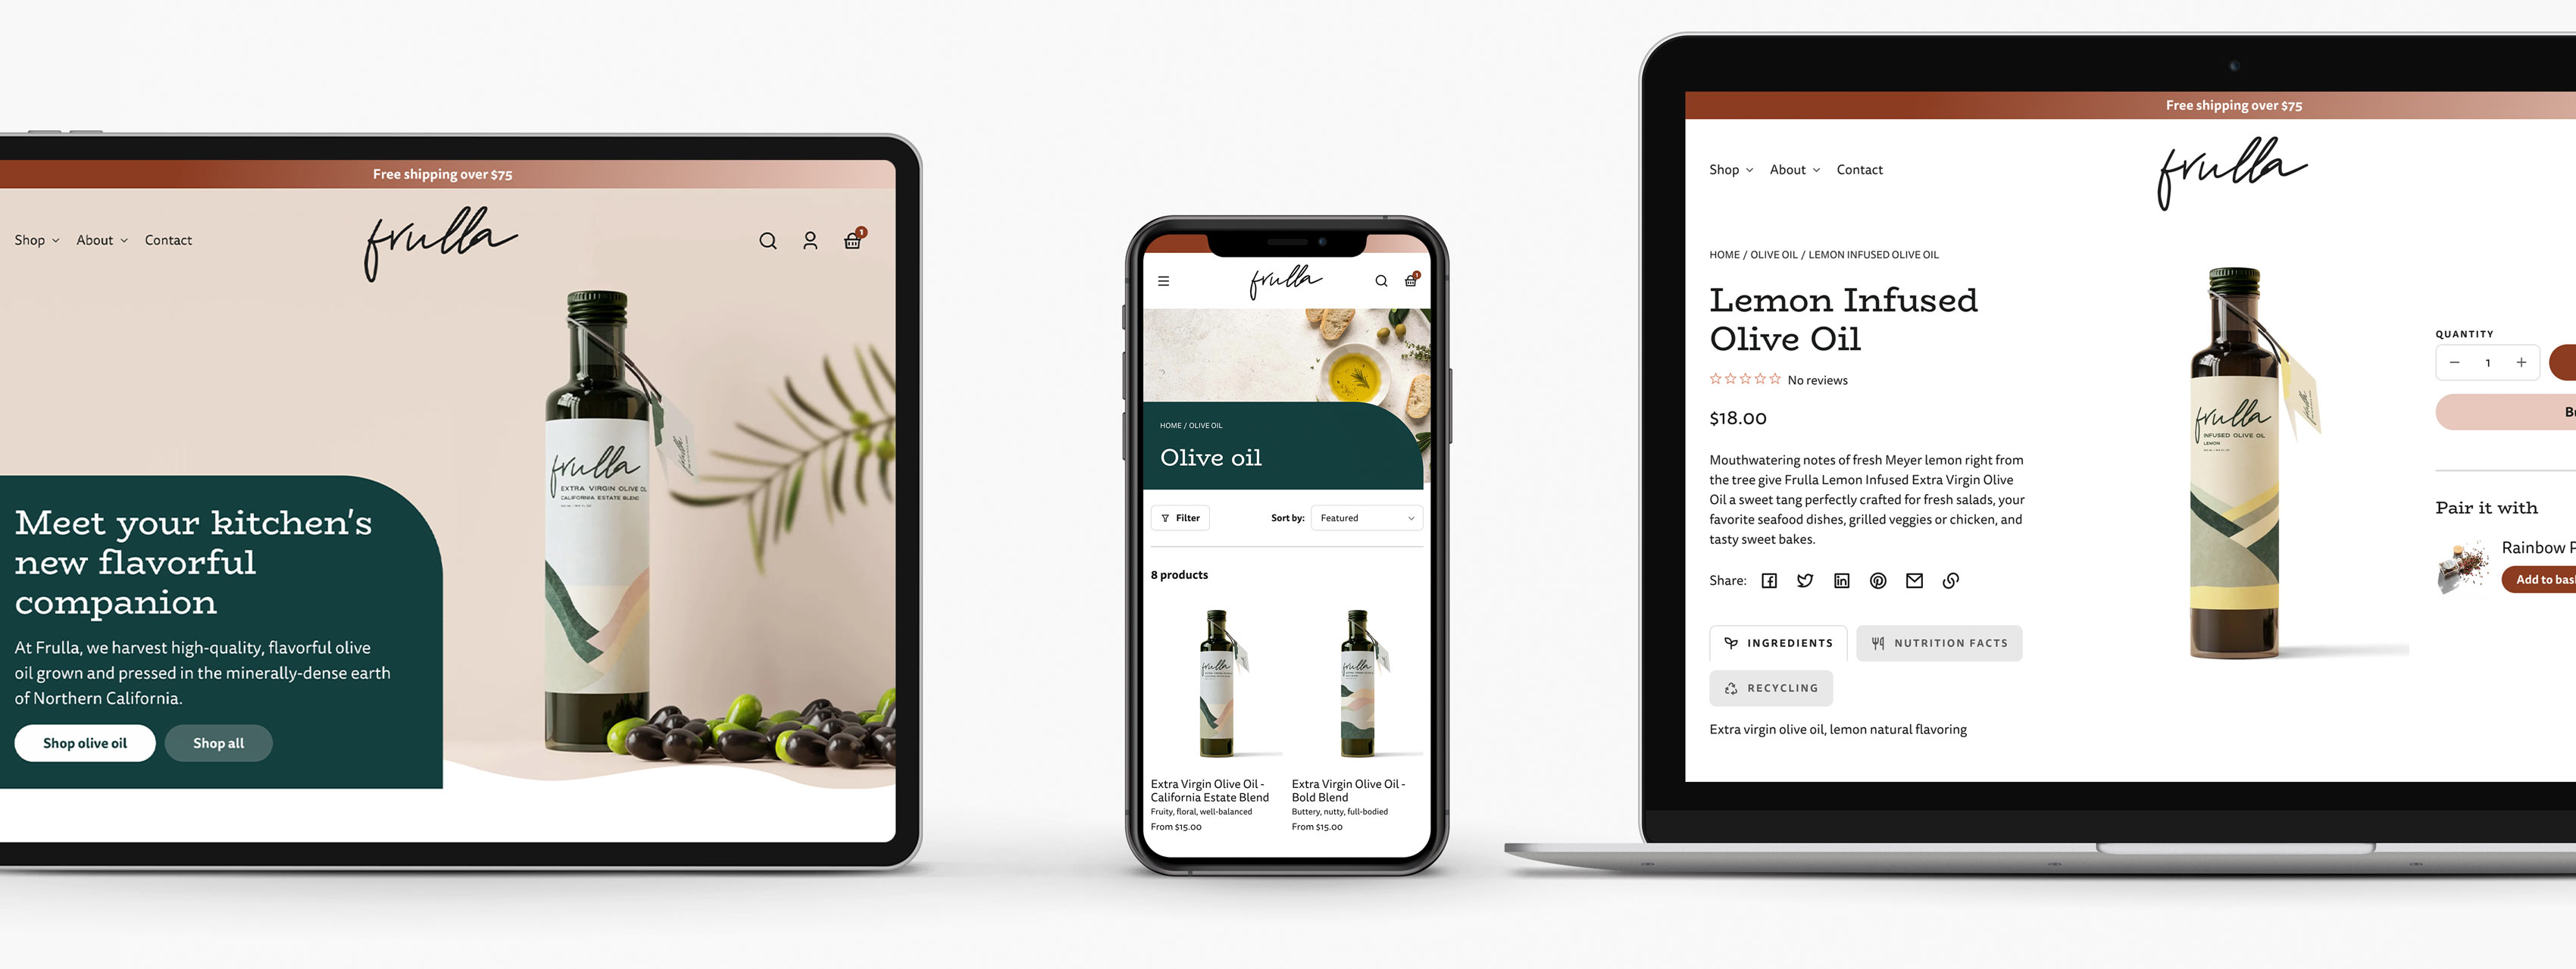 Free shipping over $75
Shop
About
Contact
frulla
1
frulla
EXTRA VIRGIN OLIVE OIL
CALIFORNIA ESTATE BLEND
Meet your kitchen's
new flavorful
companion
At Frulla, we harvest high-quality, flavorful olive
oil grown and pressed in the minerally-dense earth
of Northern California.
Shop olive oil
Shop all
frulla
1
HOME / OLIVE OIL
Olive oil
Filter
Sort by:
Featured
8 products
frulla
frulla
Extra Virgin Olive Oil -
California Estate Blend
Fruity, floral, well-balanced
From $15.00
Extra Virgin Olive Oil -
Bold Blend
Buttery, nutty, full-bodied
From $15.00
Free shipping over $75
Shop
About
Contact
frulla
HOME / OLIVE OIL / LEMON INFUSED OLIVE OIL
Lemon Infused
Olive Oil
No reviews
$18.00
Mouthwatering notes of fresh Meyer lemon right from
the tree give Frulla Lemon Infused Extra Virgin Olive
Oil a sweet tang perfectly crafted for fresh salads, your
favorite seafood dishes, grilled veggies or chicken, and
tasty sweet bakes.
Share:
INGREDIENTS
NUTRITION FACTS
RECYCLING
Extra virgin olive oil, lemon natural flavoring
frulla
INFUSED OLIVE OIL
LEMON
QUANTITY
1
Pair it with
Rainbow
Add to